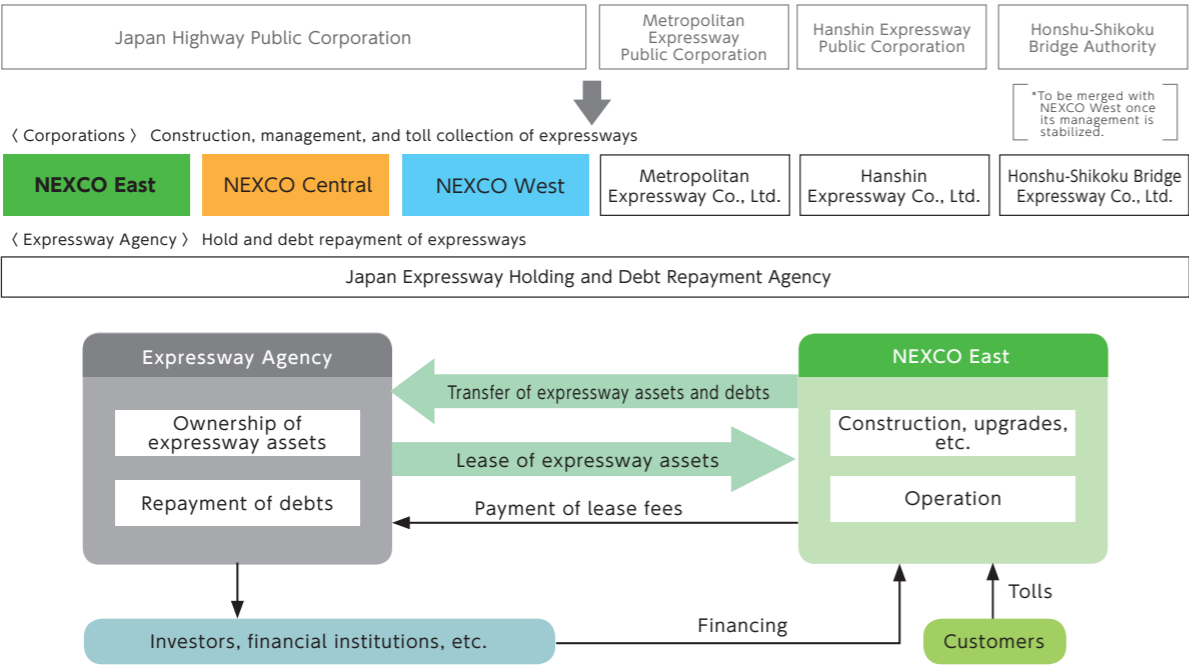 Japan Highway Public Corporation
Metropolitan
Expressway
Public Corporation
Hanshin Expressway
Public Corporation
Honshu-Shikoku
Bridge Authority
*To be merged with
NEXCO West once
its management is
stabilized.
〈 Corporations 〉 Construction, management, and toll collection of expressways
NEXCO East
NEXCO Central
NEXCO West
Metropolitan
Expressway Co., Ltd.
Hanshin
Expressway Co., Ltd.
Honshu-Shikoku Bridge
Expressway Co., Ltd.
〈 Expressway Agency 〉 Hold and debt repayment of expressways
Japan Expressway Holding and Debt Repayment Agency
Expressway Agency
NEXCO East
Transfer of expressway assets and debts
Ownership of
expressway assets
Construction, upgrades,
etc.
Lease of expressway assets
Repayment of debts
Operation
Payment of lease fees
Tolls
Investors, financial institutions, etc.
Financing
Customers